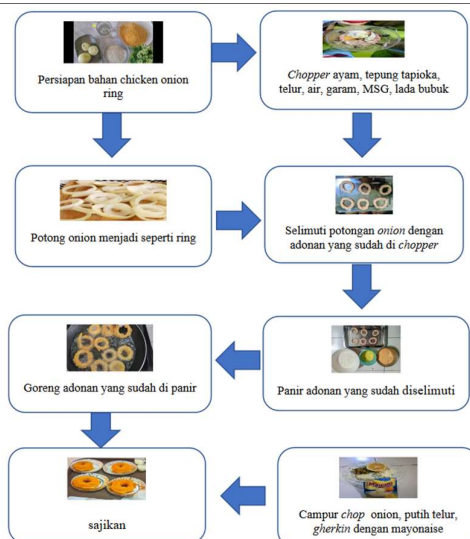 Persiapan bahan chicken onion
ring
Chopper ayam, tepung tapioka,
telur, air, garam, MSG, lada bubuk
Potong onion menjadi seperti ring
Selimuti potongan onion dengan
adonan yang sudah di chopper
Goreng adonan yang sudah di panir
Panir adonan yang sudah diselimuti
sajikan
Campur chop onion, putih telur,
gherkin dengan mayonaise